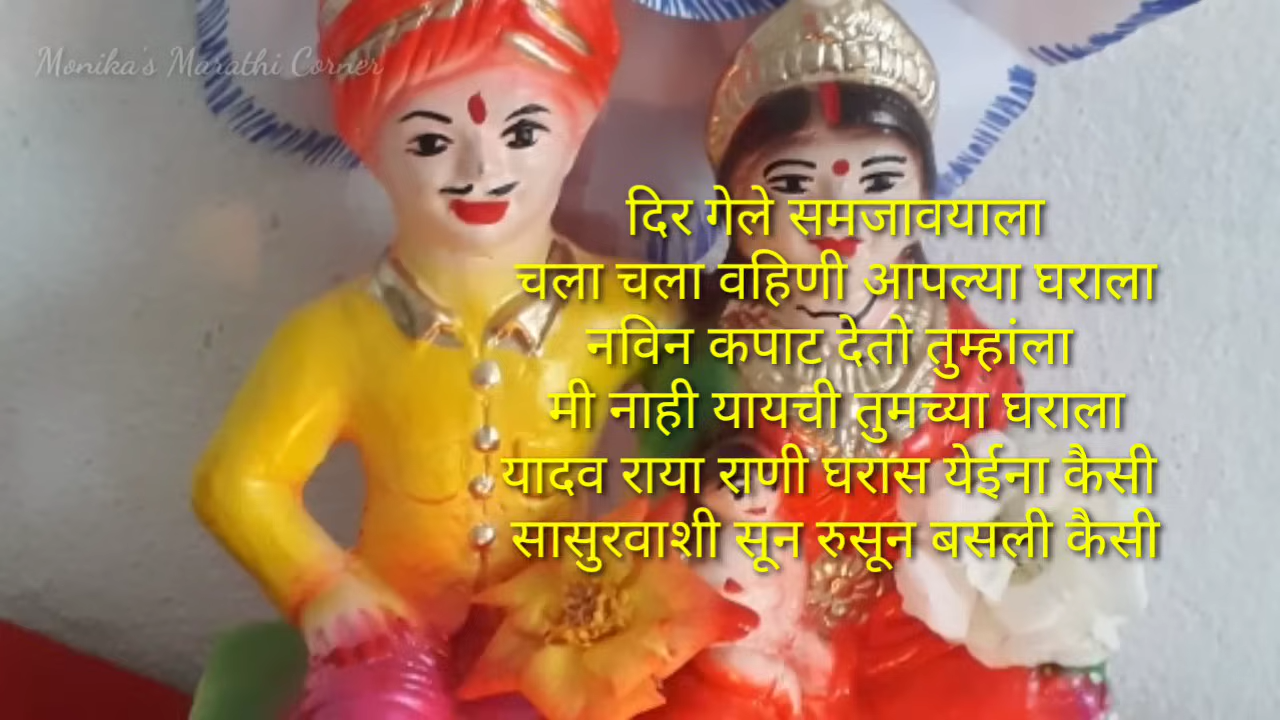 Monika's Marathi Corner
दिर गेले समजावयाला
चला चला वहिणी आपल्या घराला
नविन कपाट देतो तुम्हांला
मी नाही यायची तुमच्या घराला
यादव राया राणी घरास येईना कैसी
सासुरवाशी सून रुसून बसली कैसी